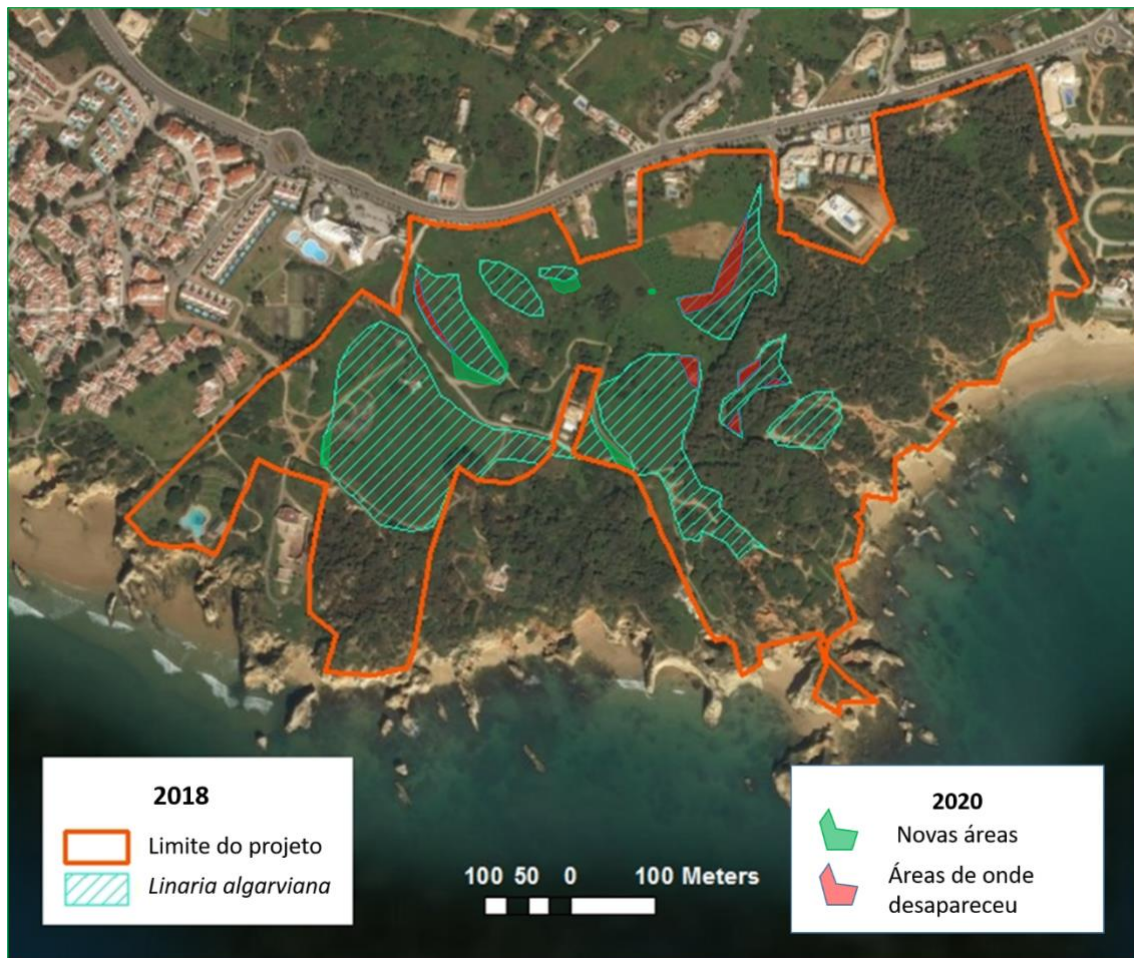 2018
Limite do projeto
Linaria algarviana
100 50 0 100 Meters
2020
Novas áreas
Áreas de onde
desapareceu